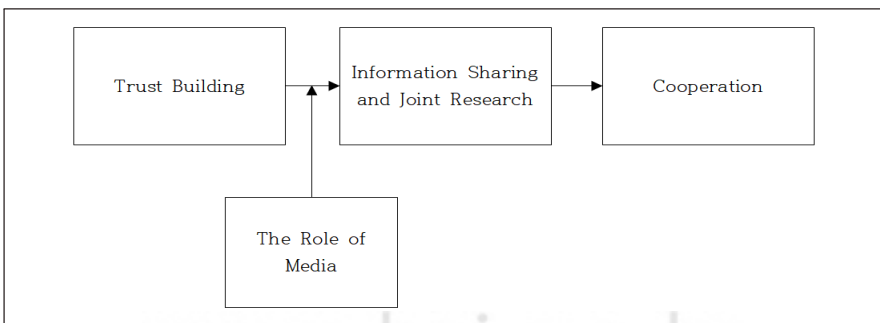 Trust Building
Information Sharing
and Joint Research
Cooperation
The Role of
Media